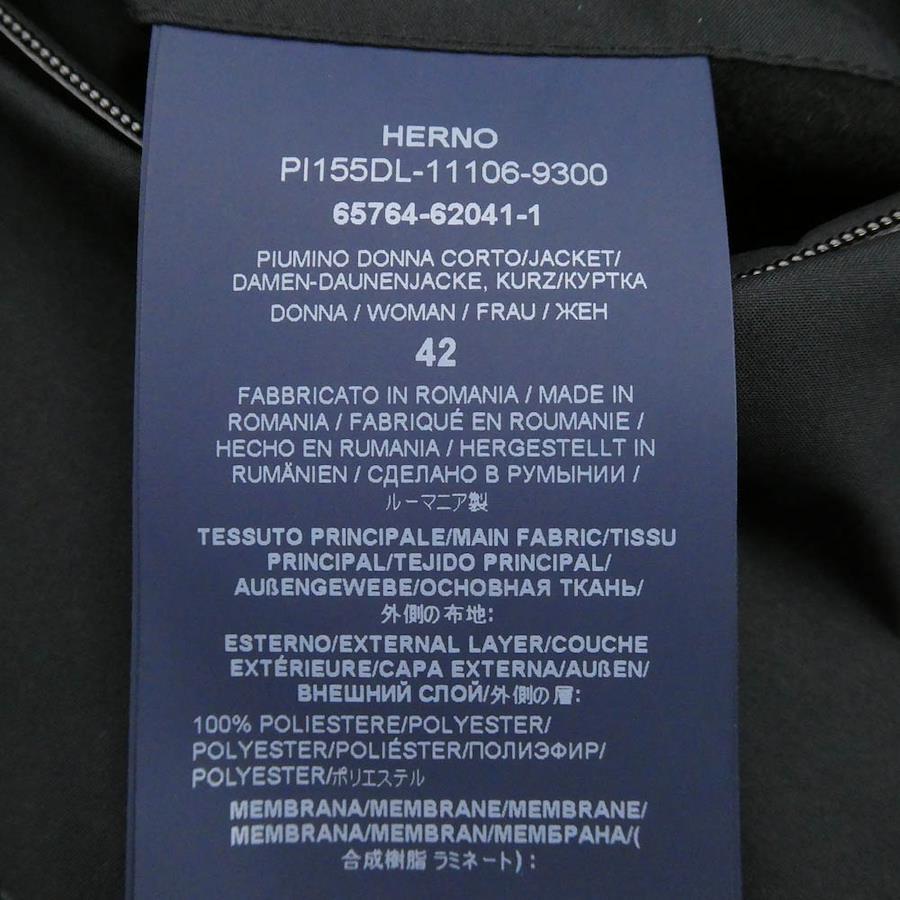 HERNO
PI155DL-11106-9300
65764-62041-1
PIUMINO DONNA CORTO/JACKET/
DAMEN-DAUNENJACKE, KURZ/КУРТКА
DONNA / WOMAN / FRAU / ЖЕН
42
FABBRICATO IN ROMANIA / MADE IN
ROMANIA / FABRIQUÉ EN ROUMANIE /
HECHO EN RUMANIA / HERGESTELLT IN
RUMÄNIEN / СДЕЛАНО В РУМЫНИИ /
ルーマニア製
TESSUTO PRINCIPALE/MAIN FABRIC/TISSU
PRINCIPAL/TEJIDO PRINCIPAL/
AUßENGEWEBE/ОСНОВНАЯ ТКАНЬ/
外側の布地:
ESTERNO/EXTERNAL LAYER/COUCHE
EXTÉRIEURE/CAPA EXTERNA/AUßEN/
ВНЕШНИЙ СЛОЙ/外側の層:
100% POLIESTERE/POLYESTER/
POLYESTER/POLIÉSTER/ПОЛИЭФИР/
POLYESTER/ポリエステル
MEMBRANA/MEMBRANE/MEMBRANE/
MEMBRANA/MEMBRAN/МЕМБРАНА/(
合成樹脂 ラミネート):